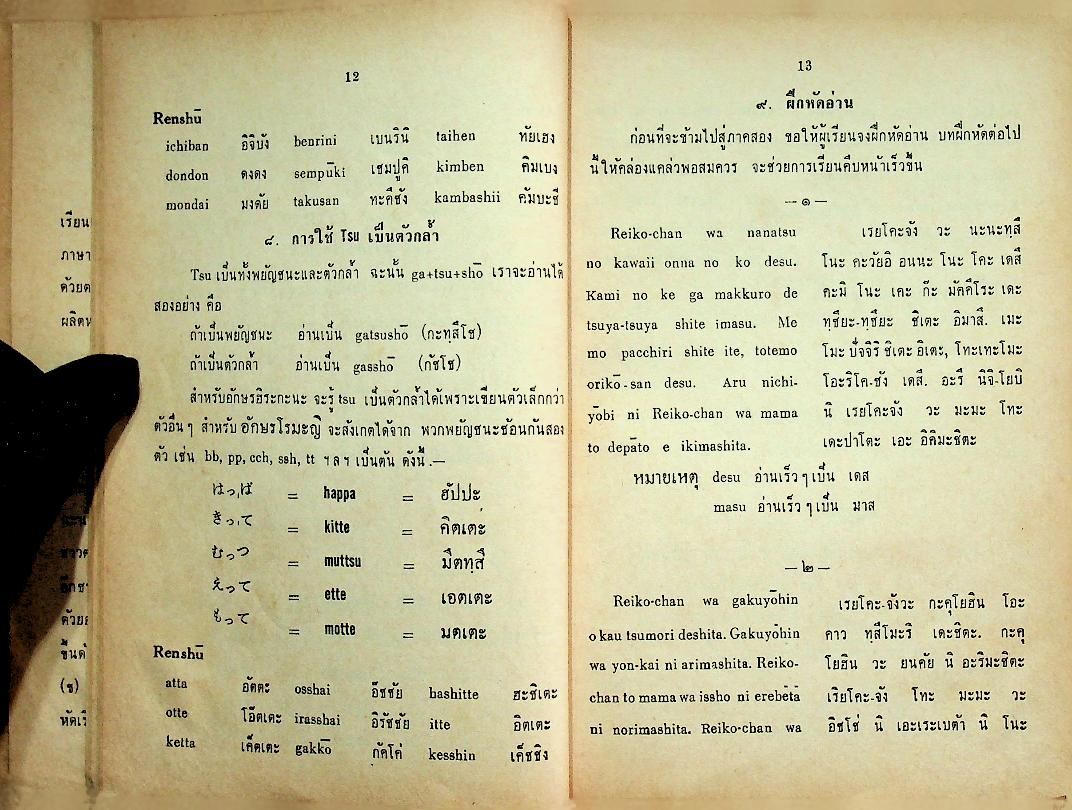 เรียน
ภาษา
ด้วยต
12
Renshū
ichiban อิจิบัง benrini เบนรินิ taihen ทัยเฮง
dondon ดงดง sempūki เซมปูคิ kimben คิมเบง
mondai มงดัย takusan ทะคึซัง kambashii คัมบะชี
๘. การใช้ Tsu เป็นตัวกล้ำ
Tsu เป็นทั้งพยัญชนะและตัวกล้ำ ฉะนั้น ga+tsu+shō เราจะอ่านได้
สองอย่าง คือ
ถ้าเป็นพยัญชนะ อ่านเป็น gatsushō (กะทฺสึโช)
ถ้าเป็นตัวกล้ำ อ่านเป็น gasshō (กัชโช)
สำหรับอักษรฮิระกะนะ จะรู้ tsu เป็นตัวกล้ำได้เพราะเขียนตัวเล็กกว่า
ตัวอื่น ๆ สำหรับ อักษรโรมะญิ จะสังเกตได้จาก พวกพยัญชนะซ้อนกันสอง
ตัว เช่น bb, pp, cch, ssh, tt ฯลฯ เป็นต้น ดังนี้.—
はっぱ = happa = ฮัปปะ
きって = kitte = คิตเตะ
むっつ = muttsu = มึตทฺสึ
えって = ette = เอตเตะ
もって = motte = มตเตะ
Renshū
atta อัตตะ osshai อ็ชชัย hashitte ฮะชิเตะ
otte โอ๊ตเตะ irasshai อิรัชชัย itte อิตเตะ
ketta เค็ตเตะ gakkō กัคโค่ kesshin เค็ชชิง
13
๙. ฝึกหัดอ่าน
ก่อนที่จะข้ามไปสู่ภาคสอง ขอให้ผู้เรียนจงฝึกหัดอ่าน บทฝึกหัดต่อไป
นี้ให้คล่องแคล่วพอสมควร จะช่วยการเรียนคืบหน้าเร็วขึ้น
— ๑ —
Reiko-chan wa nanatsu เรยโคะจัง วะ นะนะทฺสึ
no kawaii onna no ko desu. โนะ คะวัยอิ อนนะ โนะ โคะ เดสึ
Kami no ke ga makkuro de คะมิ โนะ เคะ ก๊ะ มัคคึโระ เดะ
tsuya-tsuya shite imasu. Me ทฺซึยะ-ทฺซึยะ ชิเตะ อิมาสึ. เมะ
mo pacchiri shite ite, totemo โมะ ปัจจิริ ชิเตะ อิเตะ, โทะเทะโมะ
orikō-san desu. Aru nichi- โอะริโค-ซัง เดสึ. อะรึ นิจิ-โยบิ
yōbi ni Reiko-chan wa mama นิ เรยโคะจัง วะ มะมะ โทะ
to depāto e ikimashita. เดะปาโตะ เอะ อิคิมะชิตะ
หมายเหตุ desu อ่านเร็ว ๆ เป็น เดส
masu อ่านเร็ว ๆ เป็น มาส
— ๒ —
Reiko-chan wa gakuyōhin เรยโคะ-จังวะ กะคุโยฮิน โอะ
o kau tsumori deshita. Gakuyōhin คาว ทฺสึโมะริ เดะชิตะ. กะคุ
wa yon-kai ni arimashita. Reiko- โยฮิน วะ ยนคัย นิ อะริมะชิตะ
chan to mama wa issho ni erebētā เรียโคะ-จัง โทะ มะมะ วะ
ni norimashita. Reiko-chan wa อิชโช่ นิ เอะเระเบต้า นิ โนะ